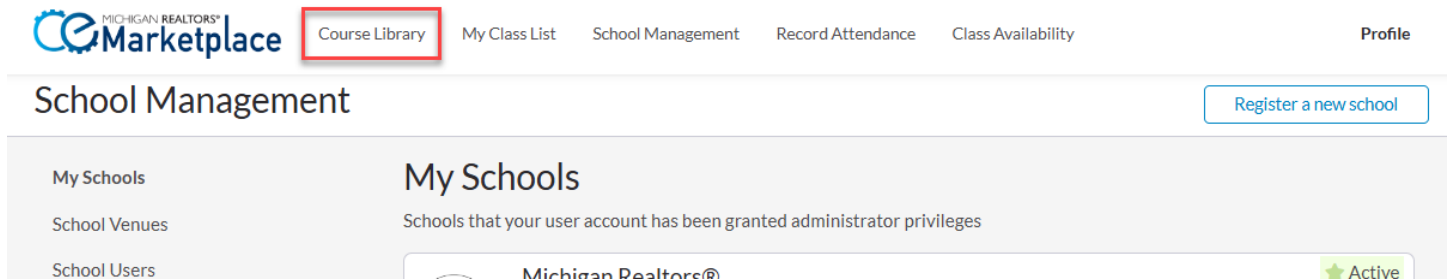 MICHIGAN REALTORS®
CE Marketplace
Course Library
My Class List
School Management
Record Attendance
Class Availability
Profile
School Management
Register a new school
My Schools
School Venues
School Users
My Schools
Schools that your user account has been granted administrator privileges
Michigan Realtors®
Active